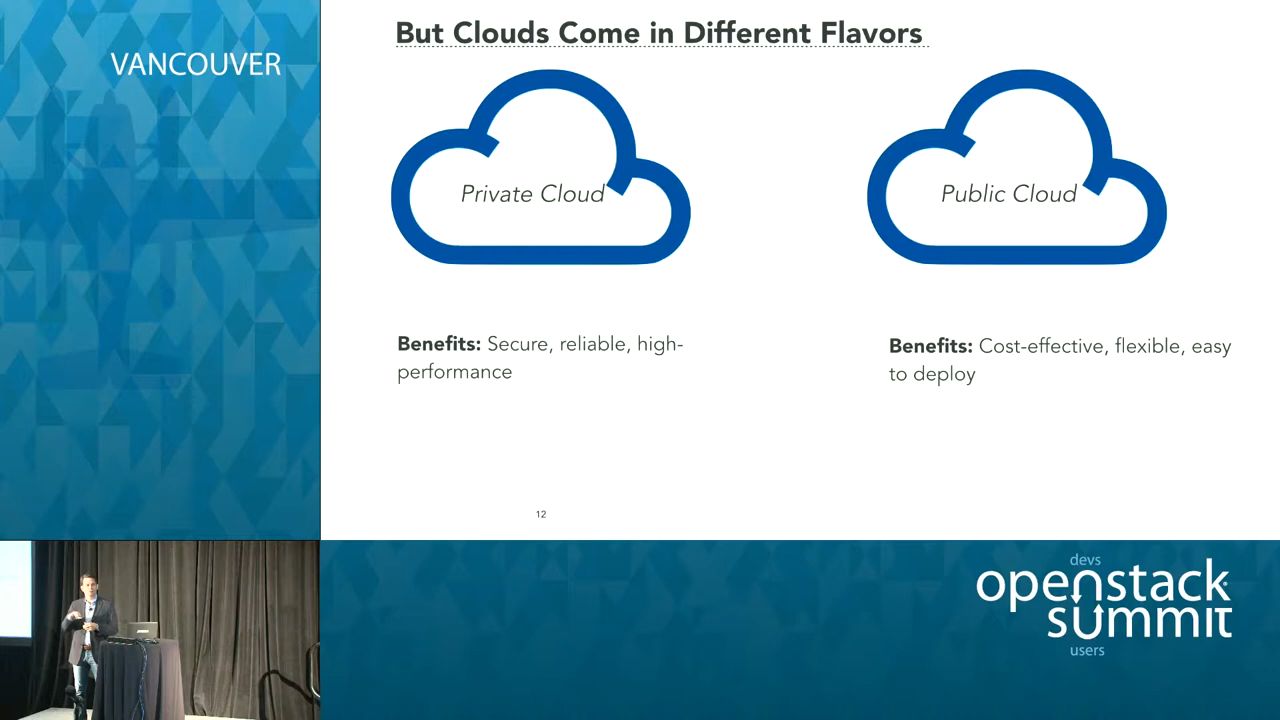 VANCOUVER
But Clouds Come in Different Flavors
Private Cloud
Public Cloud
Benefits: Secure, reliable, high-
performance
Benefits: Cost-effective, flexible, easy
to deploy
12
devs
openstack
summit
users